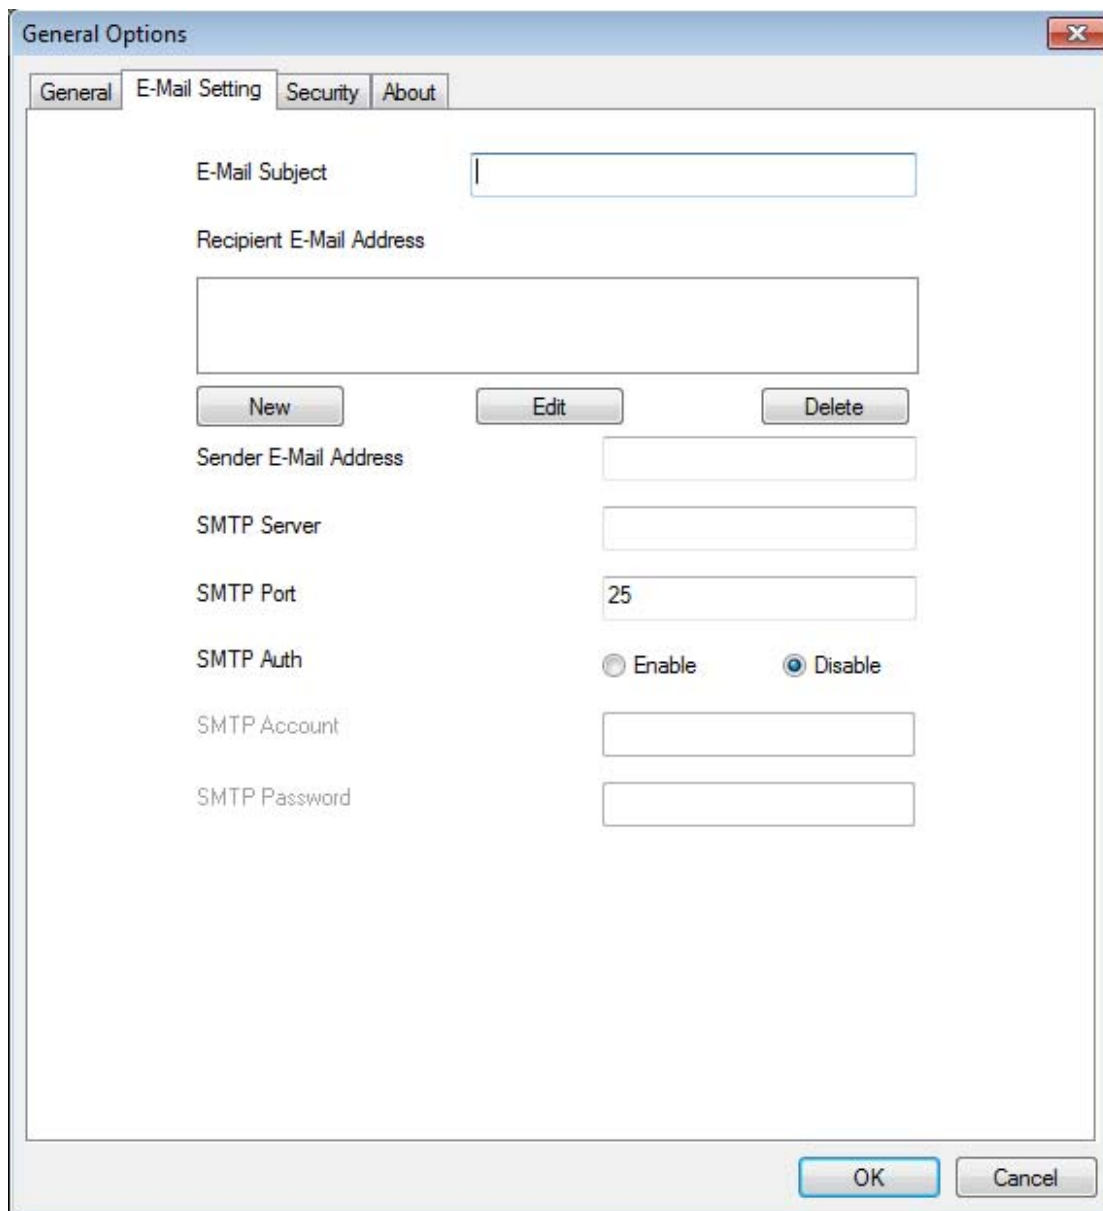 General Options
General E-Mail Setting Security About
E-Mail Subject
Recipient E-Mail Address
New Edit Delete
Sender E-Mail Address
SMTP Server
SMTP Port 25
SMTP Auth Enable Disable
SMTP Account
SMTP Password
OK Cancel